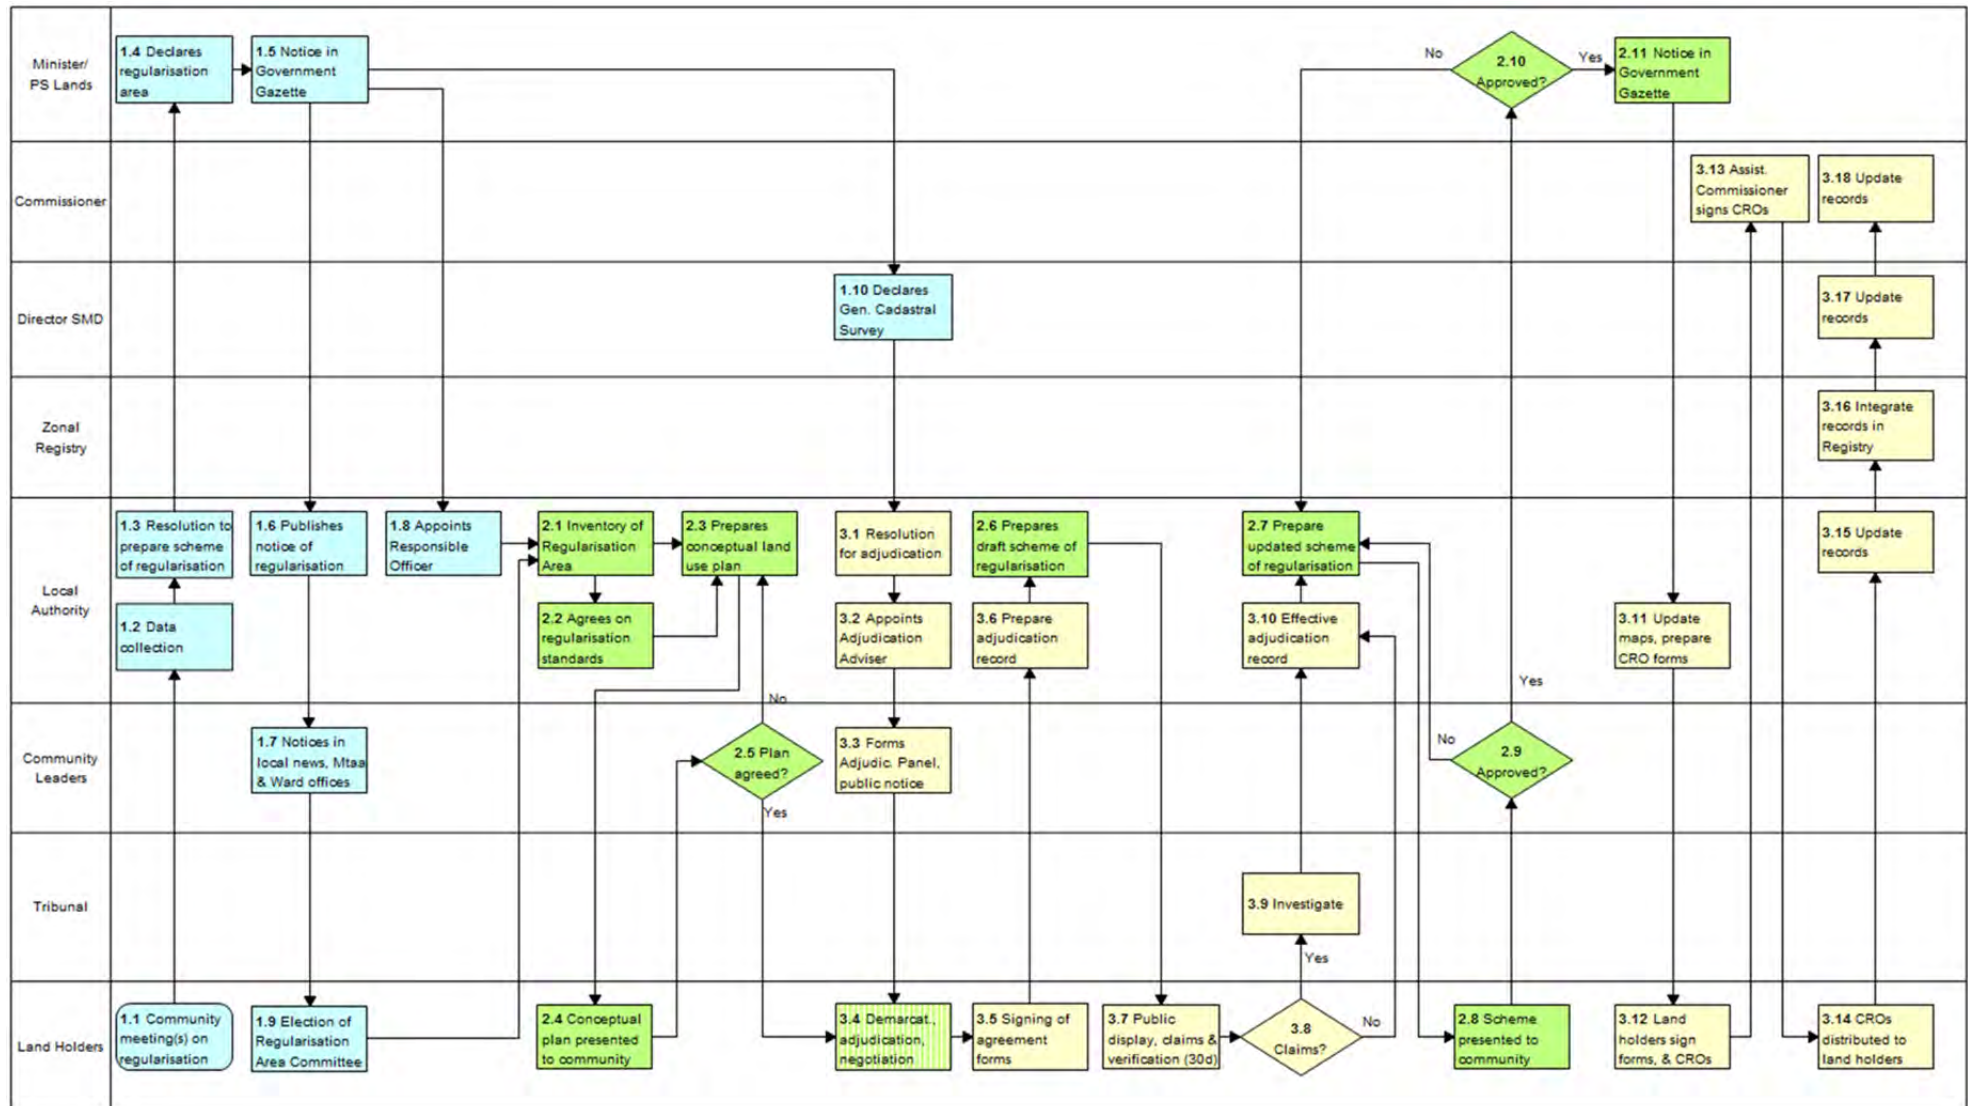 Minister/
PS Lands
1.4 Declares
regularisation
area
1.5 Notice in
Government
Gazette
No
2.10
Approved?
Yes
2.11 Notice in
Government
Gazette
Commissioner
3.13 Assist.
Commissioner
signs CROs
3.18 Update
records
Director SMD
1.10 Declares
Gen. Cadastral
Survey
3.17 Update
records
Zonal
Registry
3.16 Integrate
records in
Registry
Local
Authority
1.3 Resolution to
prepare scheme
of regularisation
1.6 Publishes
notice of
regularisation
1.8 Appoints
Responsible
Officer
2.1 Inventory of
Regularisation
Area
2.3 Prepares
conceptual land
use plan
3.1 Resolution
for adjudication
2.6 Prepares
draft scheme of
regularisation
2.7 Prepare
updated scheme
of regularisation
3.15 Update
records
1.2 Data
collection
2.2 Agrees on
regularisation
standards
3.2 Appoints
Adjudication
Adviser
3.6 Prepare
adjudication
record
3.10 Effective
adjudication
record
3.11 Update
maps, prepare
CRO forms
Yes
No
Community
Leaders
1.7 Notices in
local news, Mtaa
& Ward offices
2.5 Plan
agreed?
Yes
3.3 Forms
Adjudic. Panel,
public notice
No
2.9
Approved?
Tribunal
3.9 Investigate
Yes
Land Holders
1.1 Community
meeting(s) on
regularisation
1.9 Election of
Regularisation
Area Committee
2.4 Conceptual
plan presented
to community
3.4 Demarcat.,
adjudication,
negotiation
3.5 Signing of
agreement
forms
3.7 Public
display, claims &
verification (30d)
3.8
Claims?
No
2.8 Scheme
presented to
community
3.12 Land
holders sign
forms, & CROs
3.14 CROs
distributed to
land holders